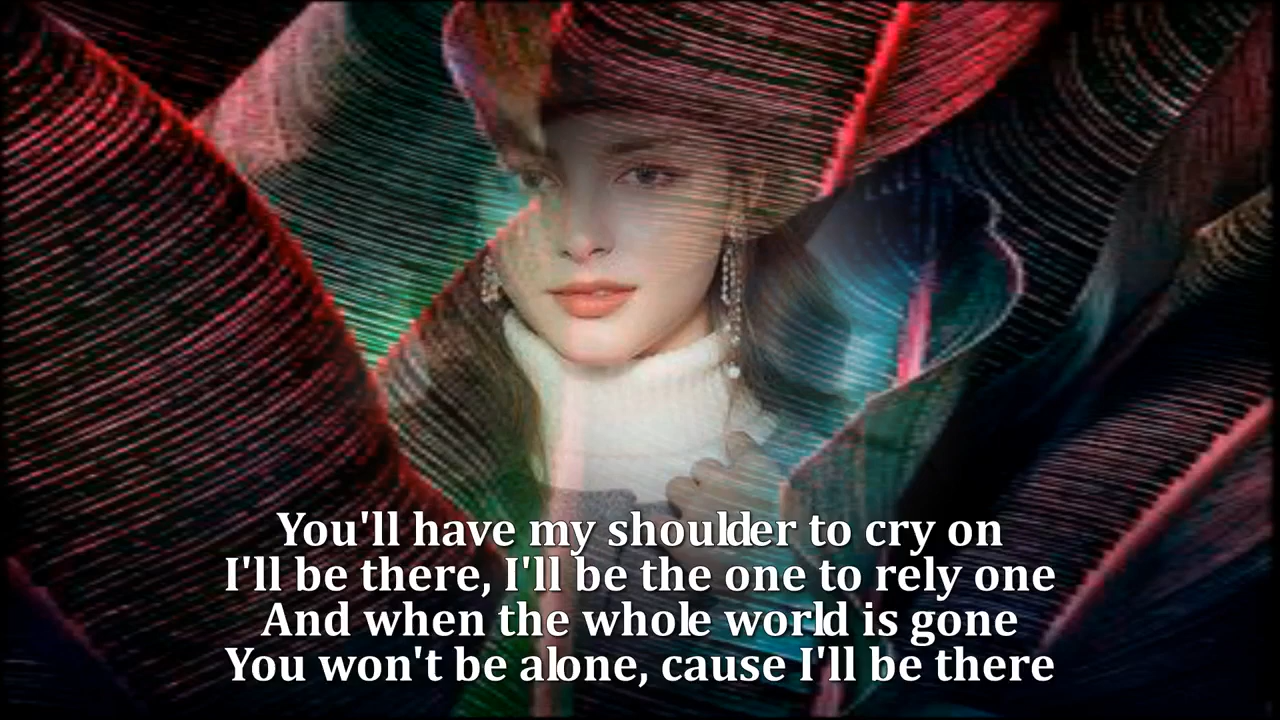 You'll have my shoulder to cry on
I'll be there, I'll be the one to rely one
And when the whole world is gone
You won't be alone, cause I'll be there